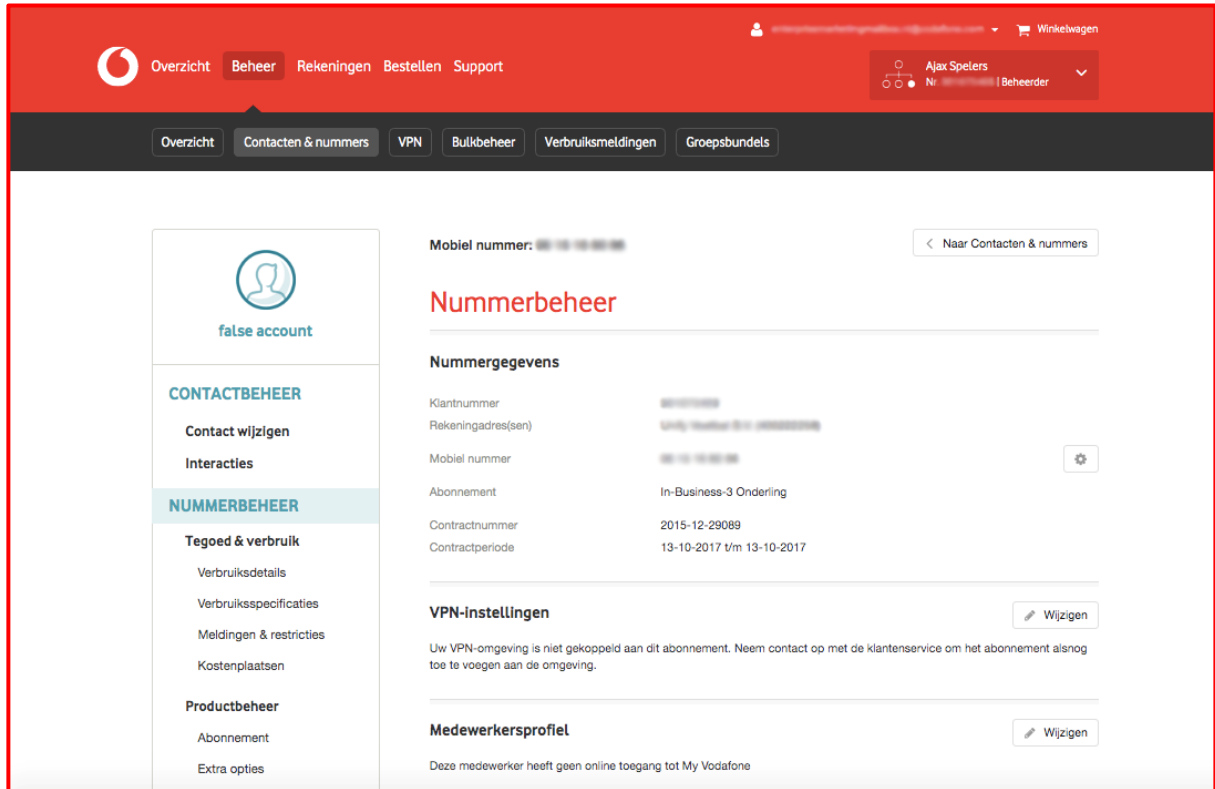 Winkelwagen
Overzicht Beheer Rekeningen Bestellen Support
Ajax Spelers
Nr. | Beheerder
Overzicht Contacten & nummers VPN Bulkbeheer Verbruiksmeldingen Groepsbundels
false account
CONTACTBEHEER
Contact wijzigen
Interacties
NUMMERBEHEER
Tegoed & verbruik
Verbruiksdetails
Verbruiksspecificaties
Meldingen & restricties
Kostenplaatsen
Productbeheer
Abonnement
Extra opties
Mobiel nummer:
Naar Contacten & nummers
Nummerbeheer
Nummergegevens
Klantnummer
Rekeningadres(sen)
Mobiel nummer
Abonnement In-Business-3 Onderling
Contractnummer 2015-12-29089
Contractperiode 13-10-2017 t/m 13-10-2017
VPN-instellingen
Wijzigen
Uw VPN-omgeving is niet gekoppeld aan dit abonnement. Neem contact op met de klantenservice om het abonnement alsnog
toe te voegen aan de omgeving.
Medewerkersprofiel
Wijzigen
Deze medewerker heeft geen online toegang tot My Vodafone